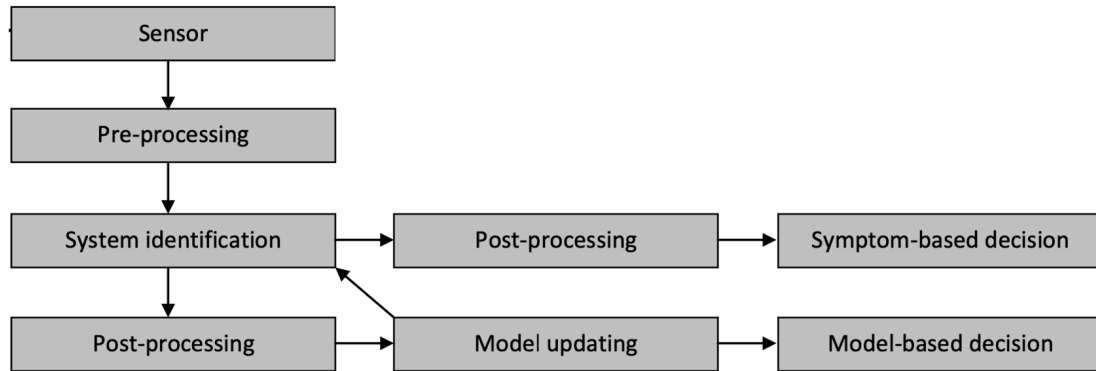 Sensor
Pre-processing
System identification
Post-processing
Symptom-based decision
Post-processing
Model updating
Model-based decision